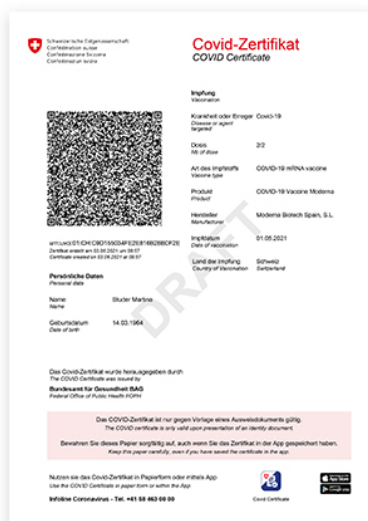 Schweizerische Eidgenossenschaft
Confédération suisse
Confederazione Svizzera
Confederaziun svizra
Covid-Zertifikat
COVID Certificate
Impfung
Vaccination
Krankheit oder Erreger Covid-19
Disease or agent
targeted
Dosis 2/2
Nb of dose
Art des Impfstoffs COVID-19 mRNA vaccine
Vaccine type
Produkt COVID-19 Vaccine Moderna
Product
Hersteller Moderna Biotech Spain, S.L.
Manufacturer
Impfdatum
Date of vaccination
Land der Impfung Schweiz
Country of Vaccination Switzerland
DRAFT
Persönliche Daten
Personal data
Name Studer Martina
Name
Geburtsdatum 14.03.1964
Date of birth
Das Covid-Zertifikat wurde herausgegeben durch
The COVID Certificate was issued by
Bundesamt für Gesundheit BAG
Federal Office of Public Health FOPH
Das COVID-Zertifikat ist nur gegen Vorlage eines Ausweisdokuments gültig.
The COVID certificate is only valid upon presentation of an identity document.
Bewahren Sie dieses Papier sorgfältig auf, auch wenn Sie das Zertifikat in der App gespeichert haben.
Keep this paper carefully, even if you have saved the certificate in the app.
Nutzen sie das Covid-Zertifikat in Papierform oder mittels App
Use the COVID Certificate in paper form or within the App.
Infoline Coronavirus - Tel. +41 58 463 00 00
Covid Certificate
App Store
Google play